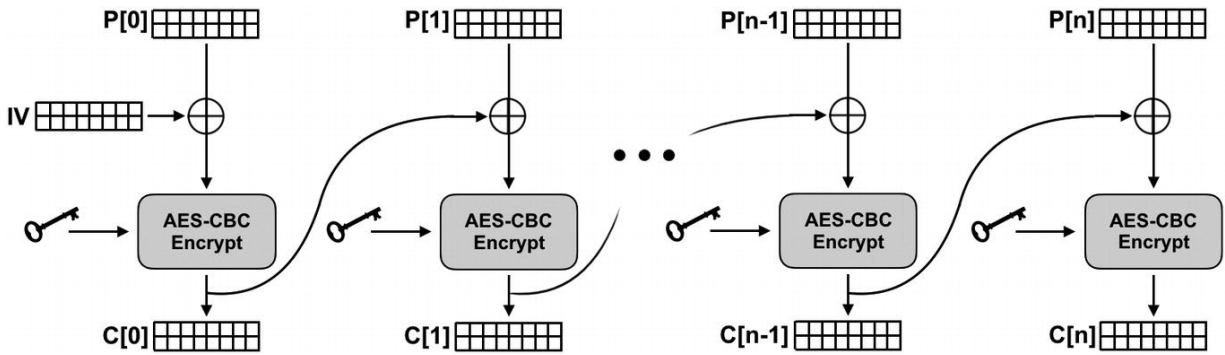 P[0] P[1] P[n-1] P[n]
IV
AES-CBC
Encrypt
AES-CBC
Encrypt
AES-CBC
Encrypt
AES-CBC
Encrypt
C[0] C[1] C[n-1] C[n]